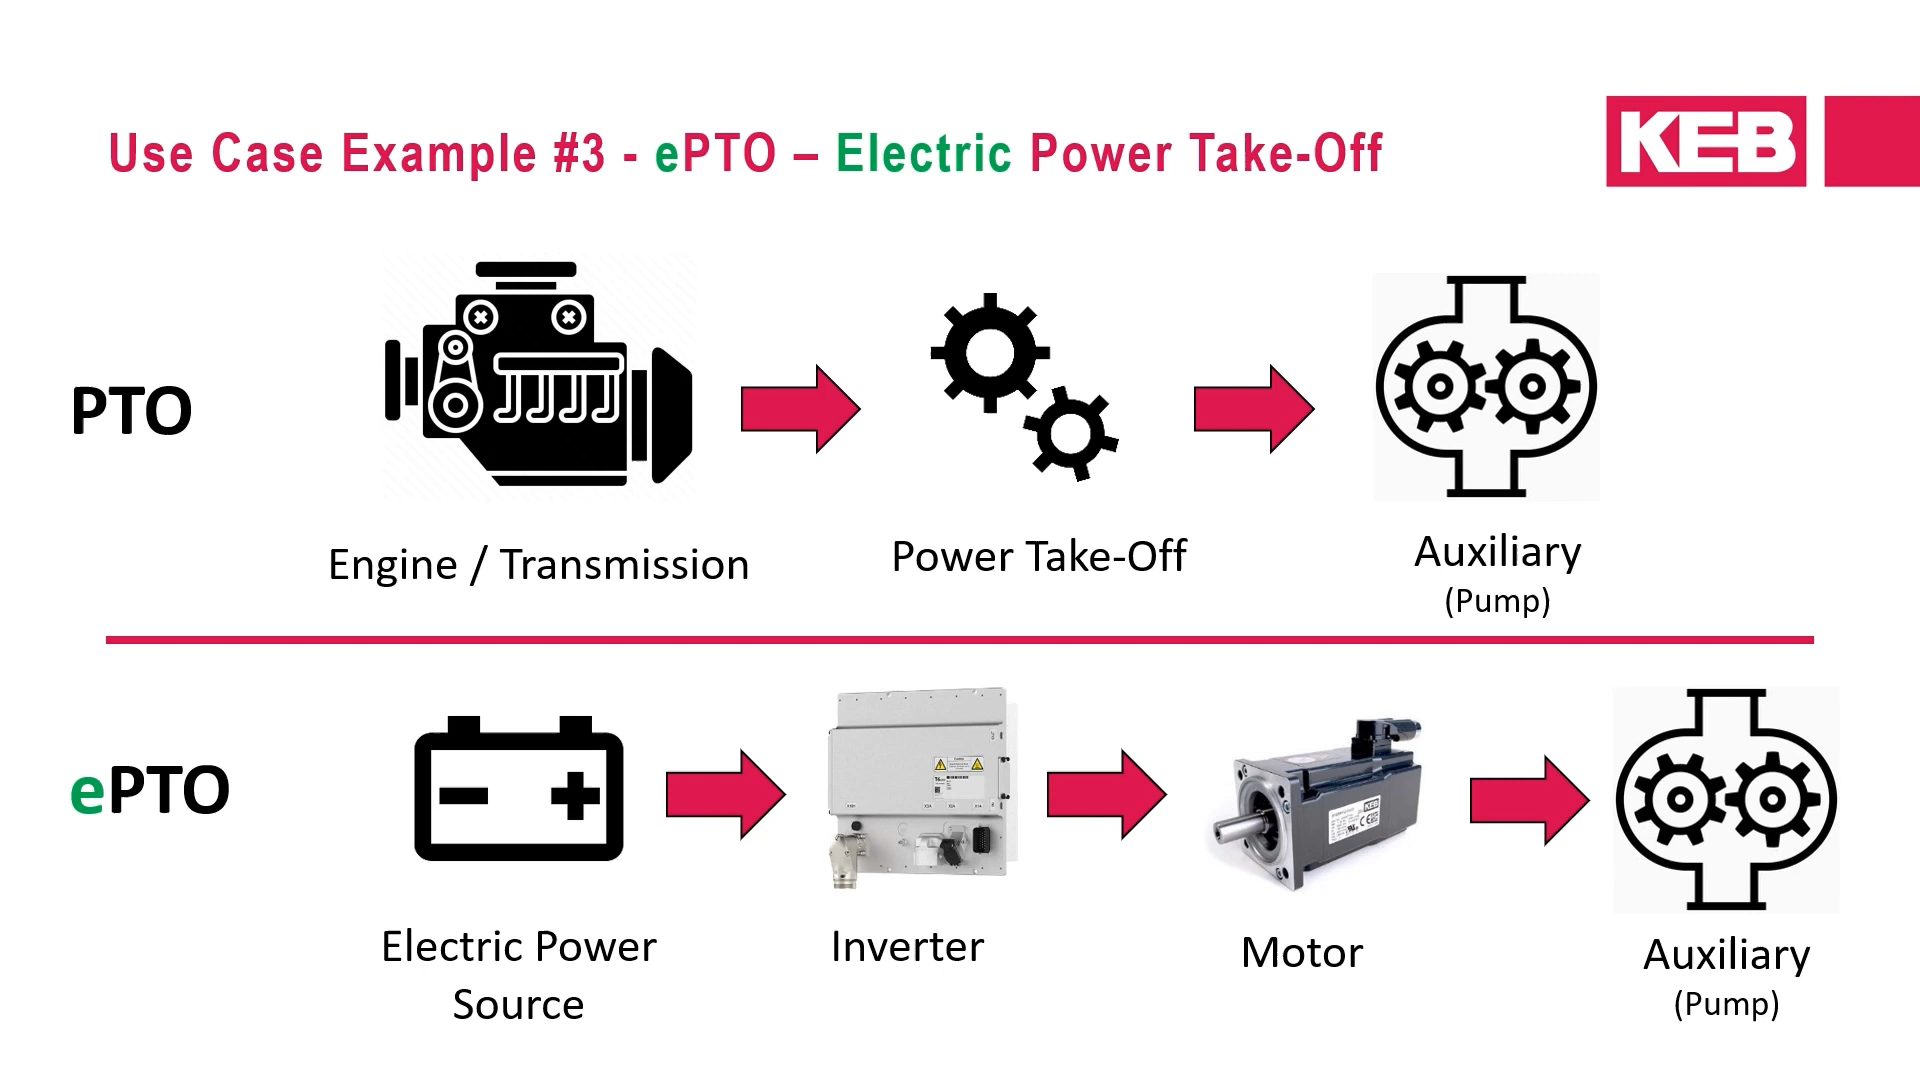 Use Case Example #3 - ePTO – Electric Power Take-Off
KEB
PTO
Engine / Transmission
Power Take-Off
Auxiliary
(Pump)
ePTO
KEB
Electric Power
Source
Inverter
Motor
Auxiliary
(Pump)